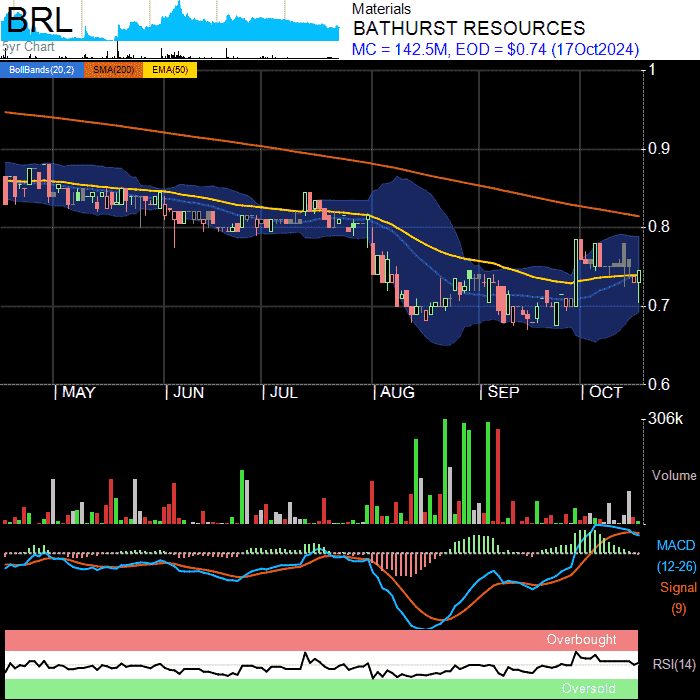 BRL
5yr Chart
Materials
BATHURST RESOURCES
MC = 142.5M, EOD = $0.74 (17Oct2024)
BollBands(20,2) SMA(200) EMA(50)
1
0.9
0.8
0.7
0.6
MAY JUN JUL AUG SEP OCT
306k
Volume
MACD
(12-26)
Signal
(9)
Overbought
RSI(14)
Oversold